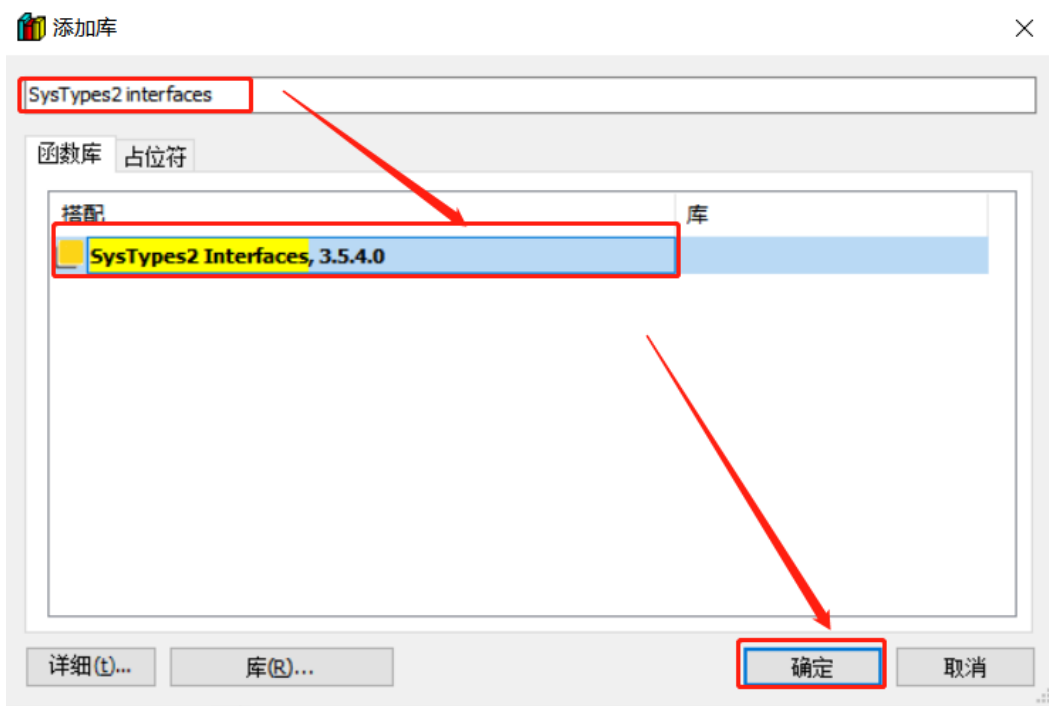 添加库
SysTypes2 interfaces
函数库 占位符
搭配 库
SysTypes2 Interfaces, 3.5.4.0
详细(t)... 库(R)... 确定 取消